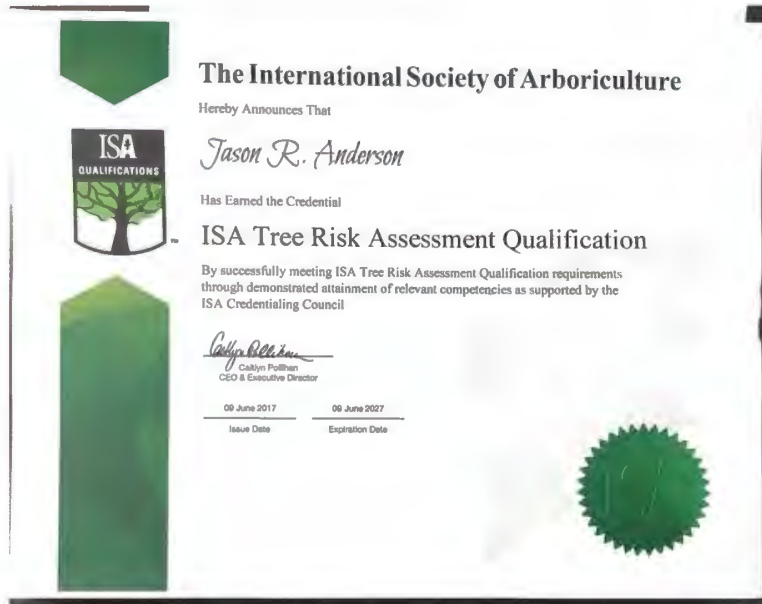 The International Society of Arboriculture
Hereby Announces That
ISA
QUALIFICATIONS
Jason R. Anderson
Has Earned the Credential
ISA Tree Risk Assessment Qualification
By successfully meeting ISA Tree Risk Assessment Qualification requirements
through demonstrated attainment of relevant competencies as supported by the
ISA Credentialing Council
Caitlyn Pollihan
Caitlyn Pollihan
CEO & Executive Director
09 June 2017 09 June 2027
Issue Date Expiration Date